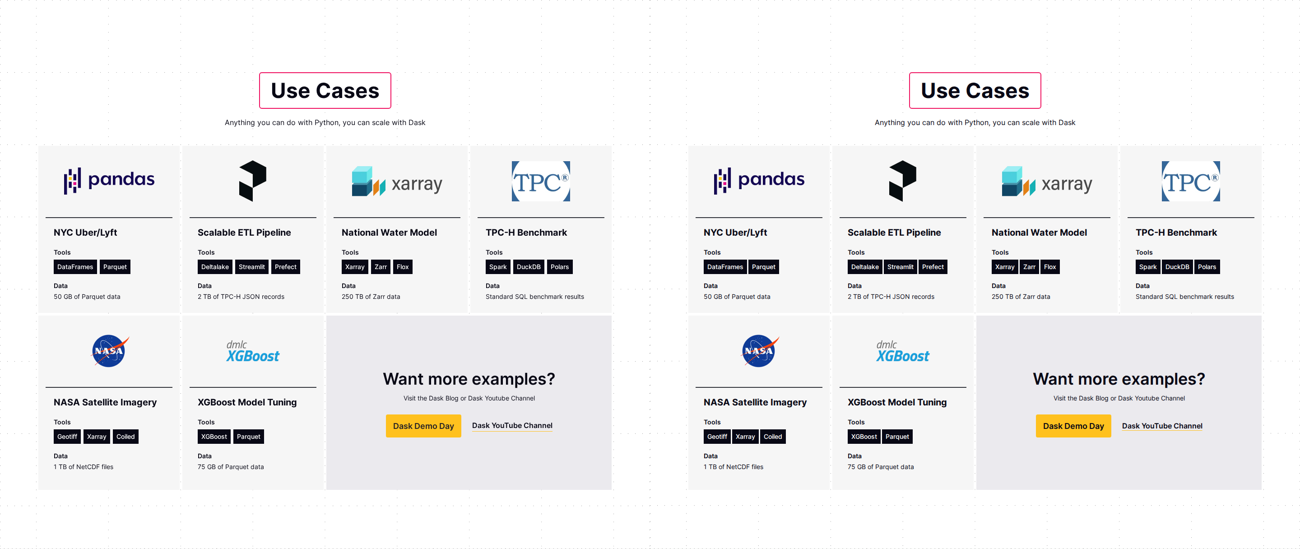 Use Cases
Anything you can do with Python, you can scale with Dask
pandas
xarray
TPC®
NYC Uber/Lyft
Scalable ETL Pipeline
National Water Model
TPC-H Benchmark
Tools
Tools
Tools
Tools
DataFrames Parquet
Deltalake Streamlit Prefect
Xarray Zarr Flox
Spark DuckDB Polars
Data
Data
Data
Data
50 GB of Parquet data
2 TB of TPC-H JSON records
250 TB of Zarr data
Standard SQL benchmark results
NASA
dmlc
XGBoost
NASA Satellite Imagery
XGBoost Model Tuning
Tools
Tools
Geotiff Xarray Coiled
XGBoost Parquet
Data
Data
1 TB of NetCDF files
75 GB of Parquet data
Want more examples?
Visit the Dask Blog or Dask Youtube Channel
Dask Demo Day
Dask YouTube Channel
Use Cases
Anything you can do with Python, you can scale with Dask
pandas
xarray
TPC®
NYC Uber/Lyft
Scalable ETL Pipeline
National Water Model
TPC-H Benchmark
Tools
Tools
Tools
Tools
DataFrames Parquet
Deltalake Streamlit Prefect
Xarray Zarr Flox
Spark DuckDB Polars
Data
Data
Data
Data
50 GB of Parquet data
2 TB of TPC-H JSON records
250 TB of Zarr data
Standard SQL benchmark results
NASA
dmlc
XGBoost
NASA Satellite Imagery
XGBoost Model Tuning
Tools
Tools
Geotiff Xarray Coiled
XGBoost Parquet
Data
Data
1 TB of NetCDF files
75 GB of Parquet data
Want more examples?
Visit the Dask Blog or Dask Youtube Channel
Dask Demo Day
Dask YouTube Channel